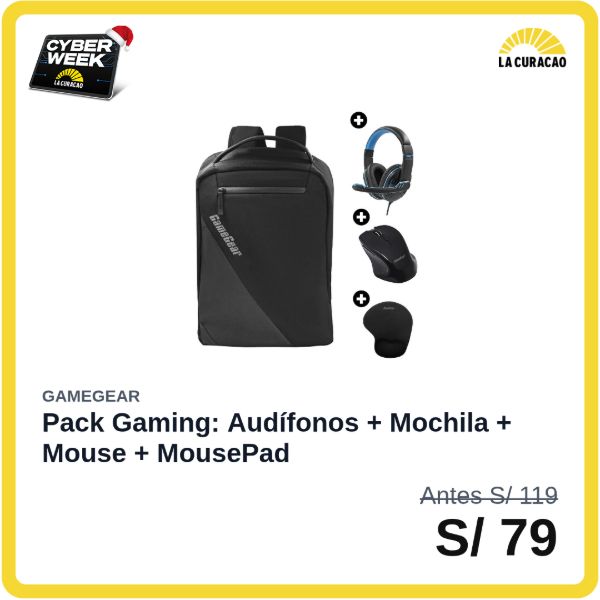 CYBER
WEEK
LA CURACAO
LA CURACAO
GameGear
GAMEGEAR
Pack Gaming: Audífonos + Mochila +
Mouse + MousePad
Antes S/ 119
S/ 79